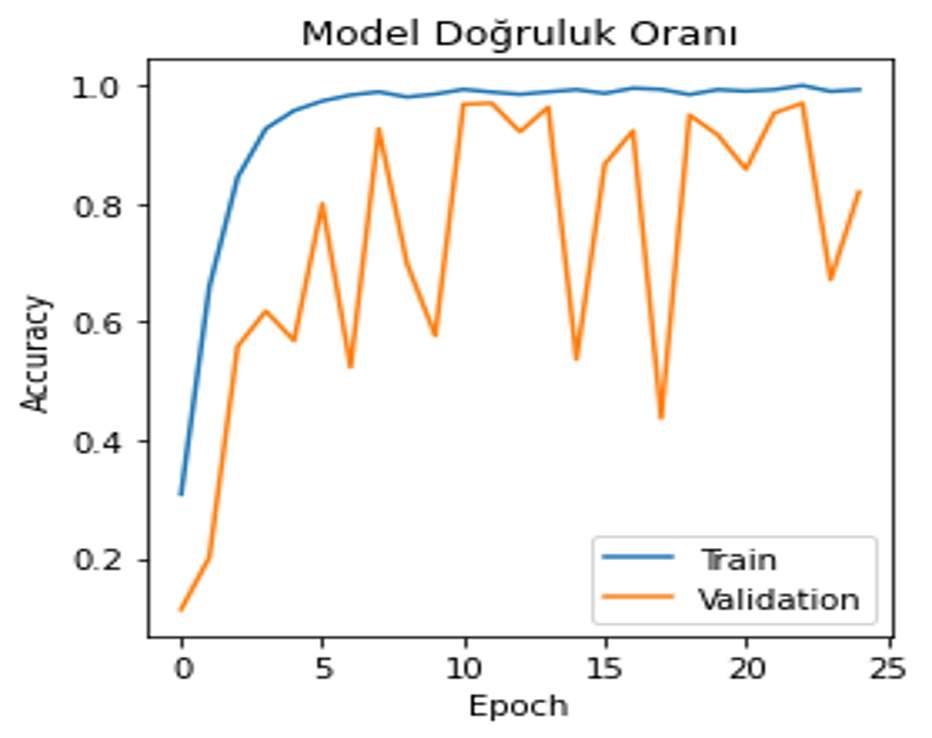 Model Doğruluk Oranı
1.0
0.8
0.6
0.4
0.2
Accuracy
Train
Validation
0 5 10 15 20 25
Epoch